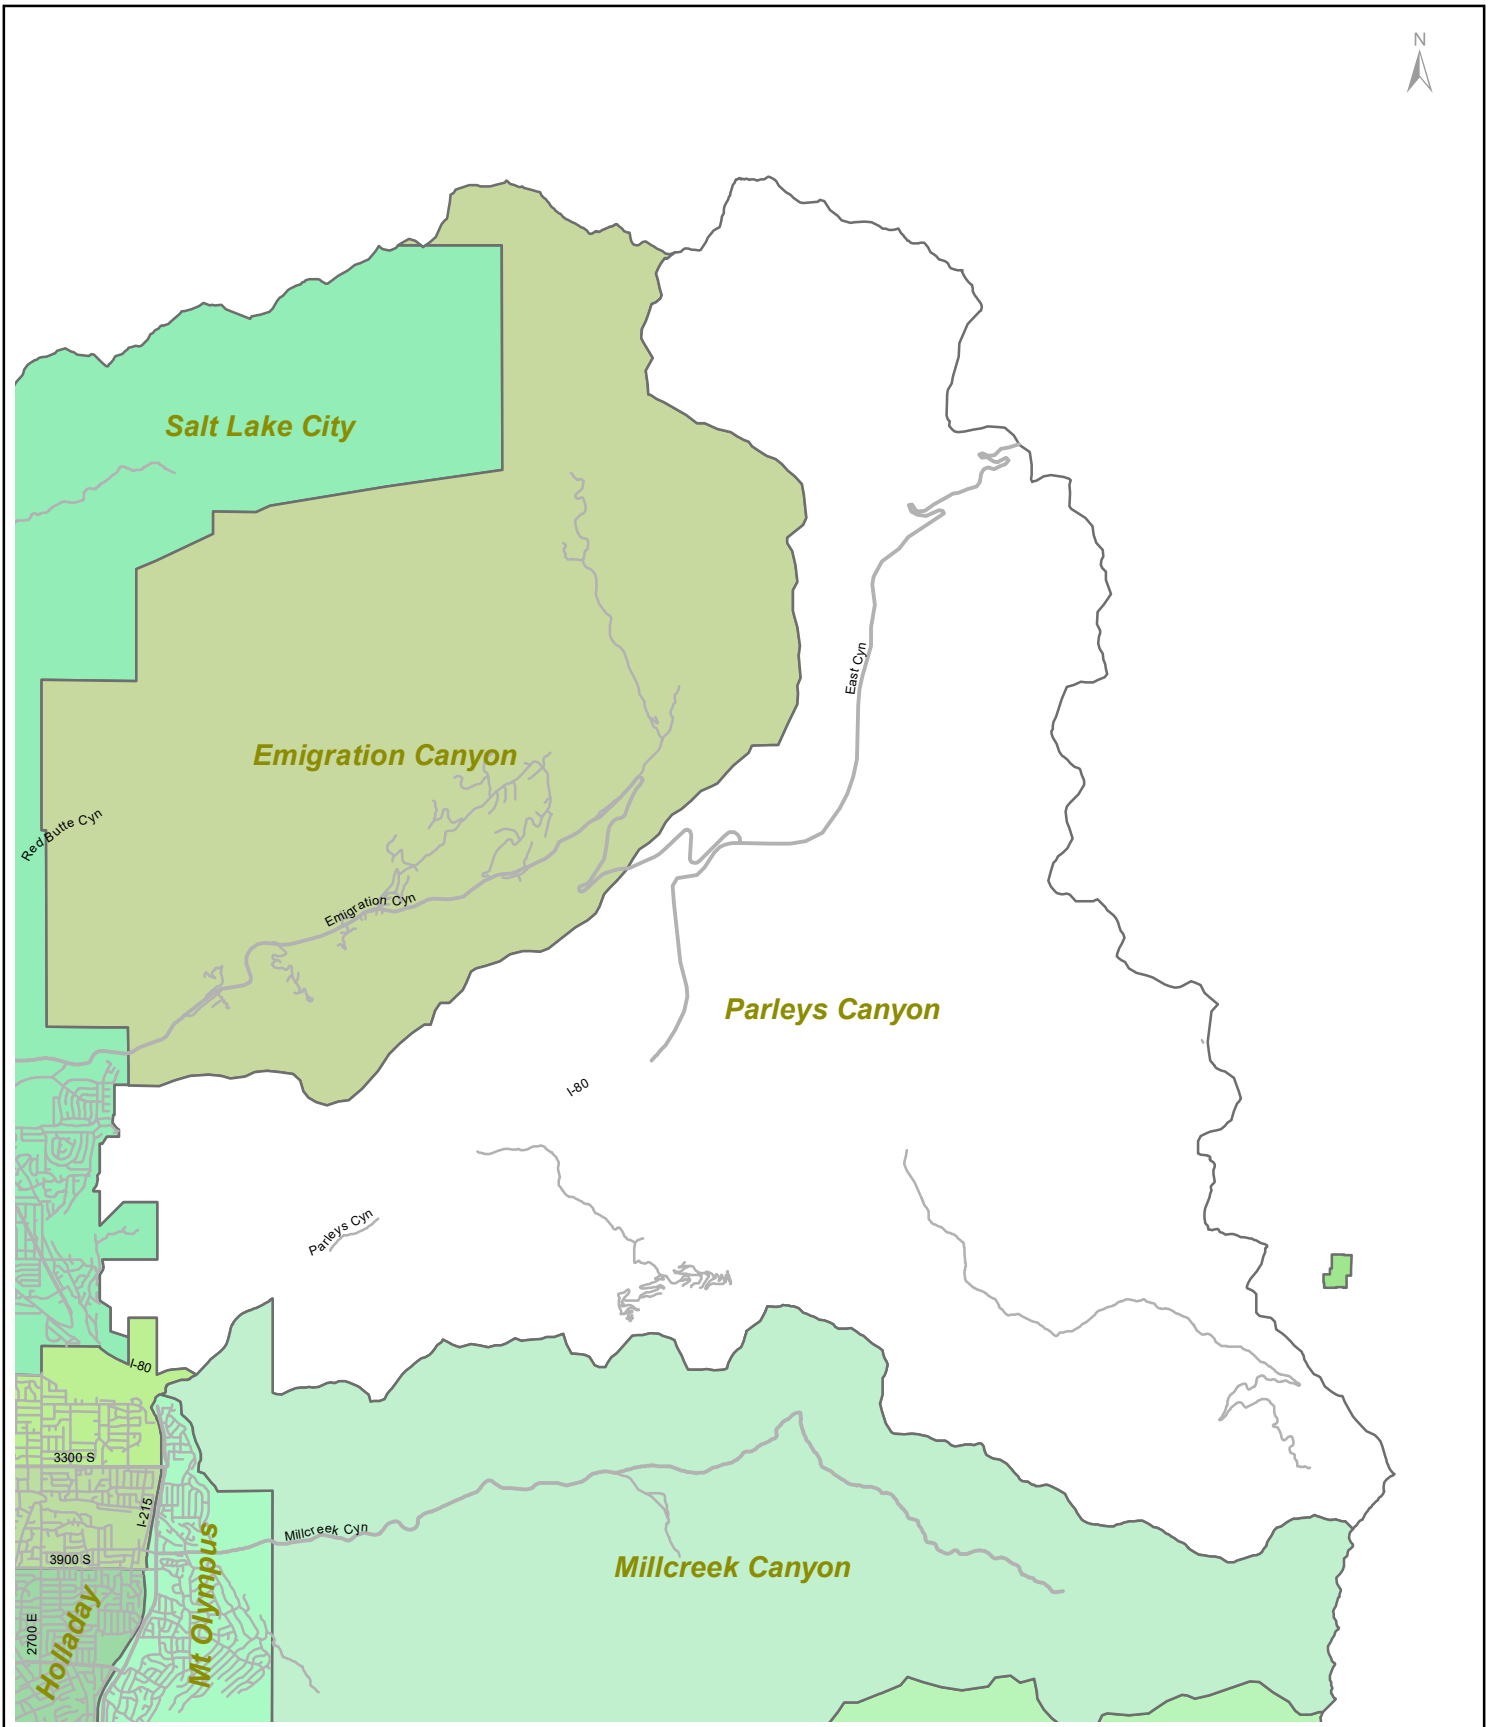 N
Salt Lake City
East Cyn
Emigration Canyon
Red Butte Cyn
Emigration Cyn
Parleys Canyon
I-80
Parleys Cyn
I-80
3300 S
I-215
Millcreek Cyn
3900 S
Millcreek Canyon
Mt Olympus
Holladay
2700 E